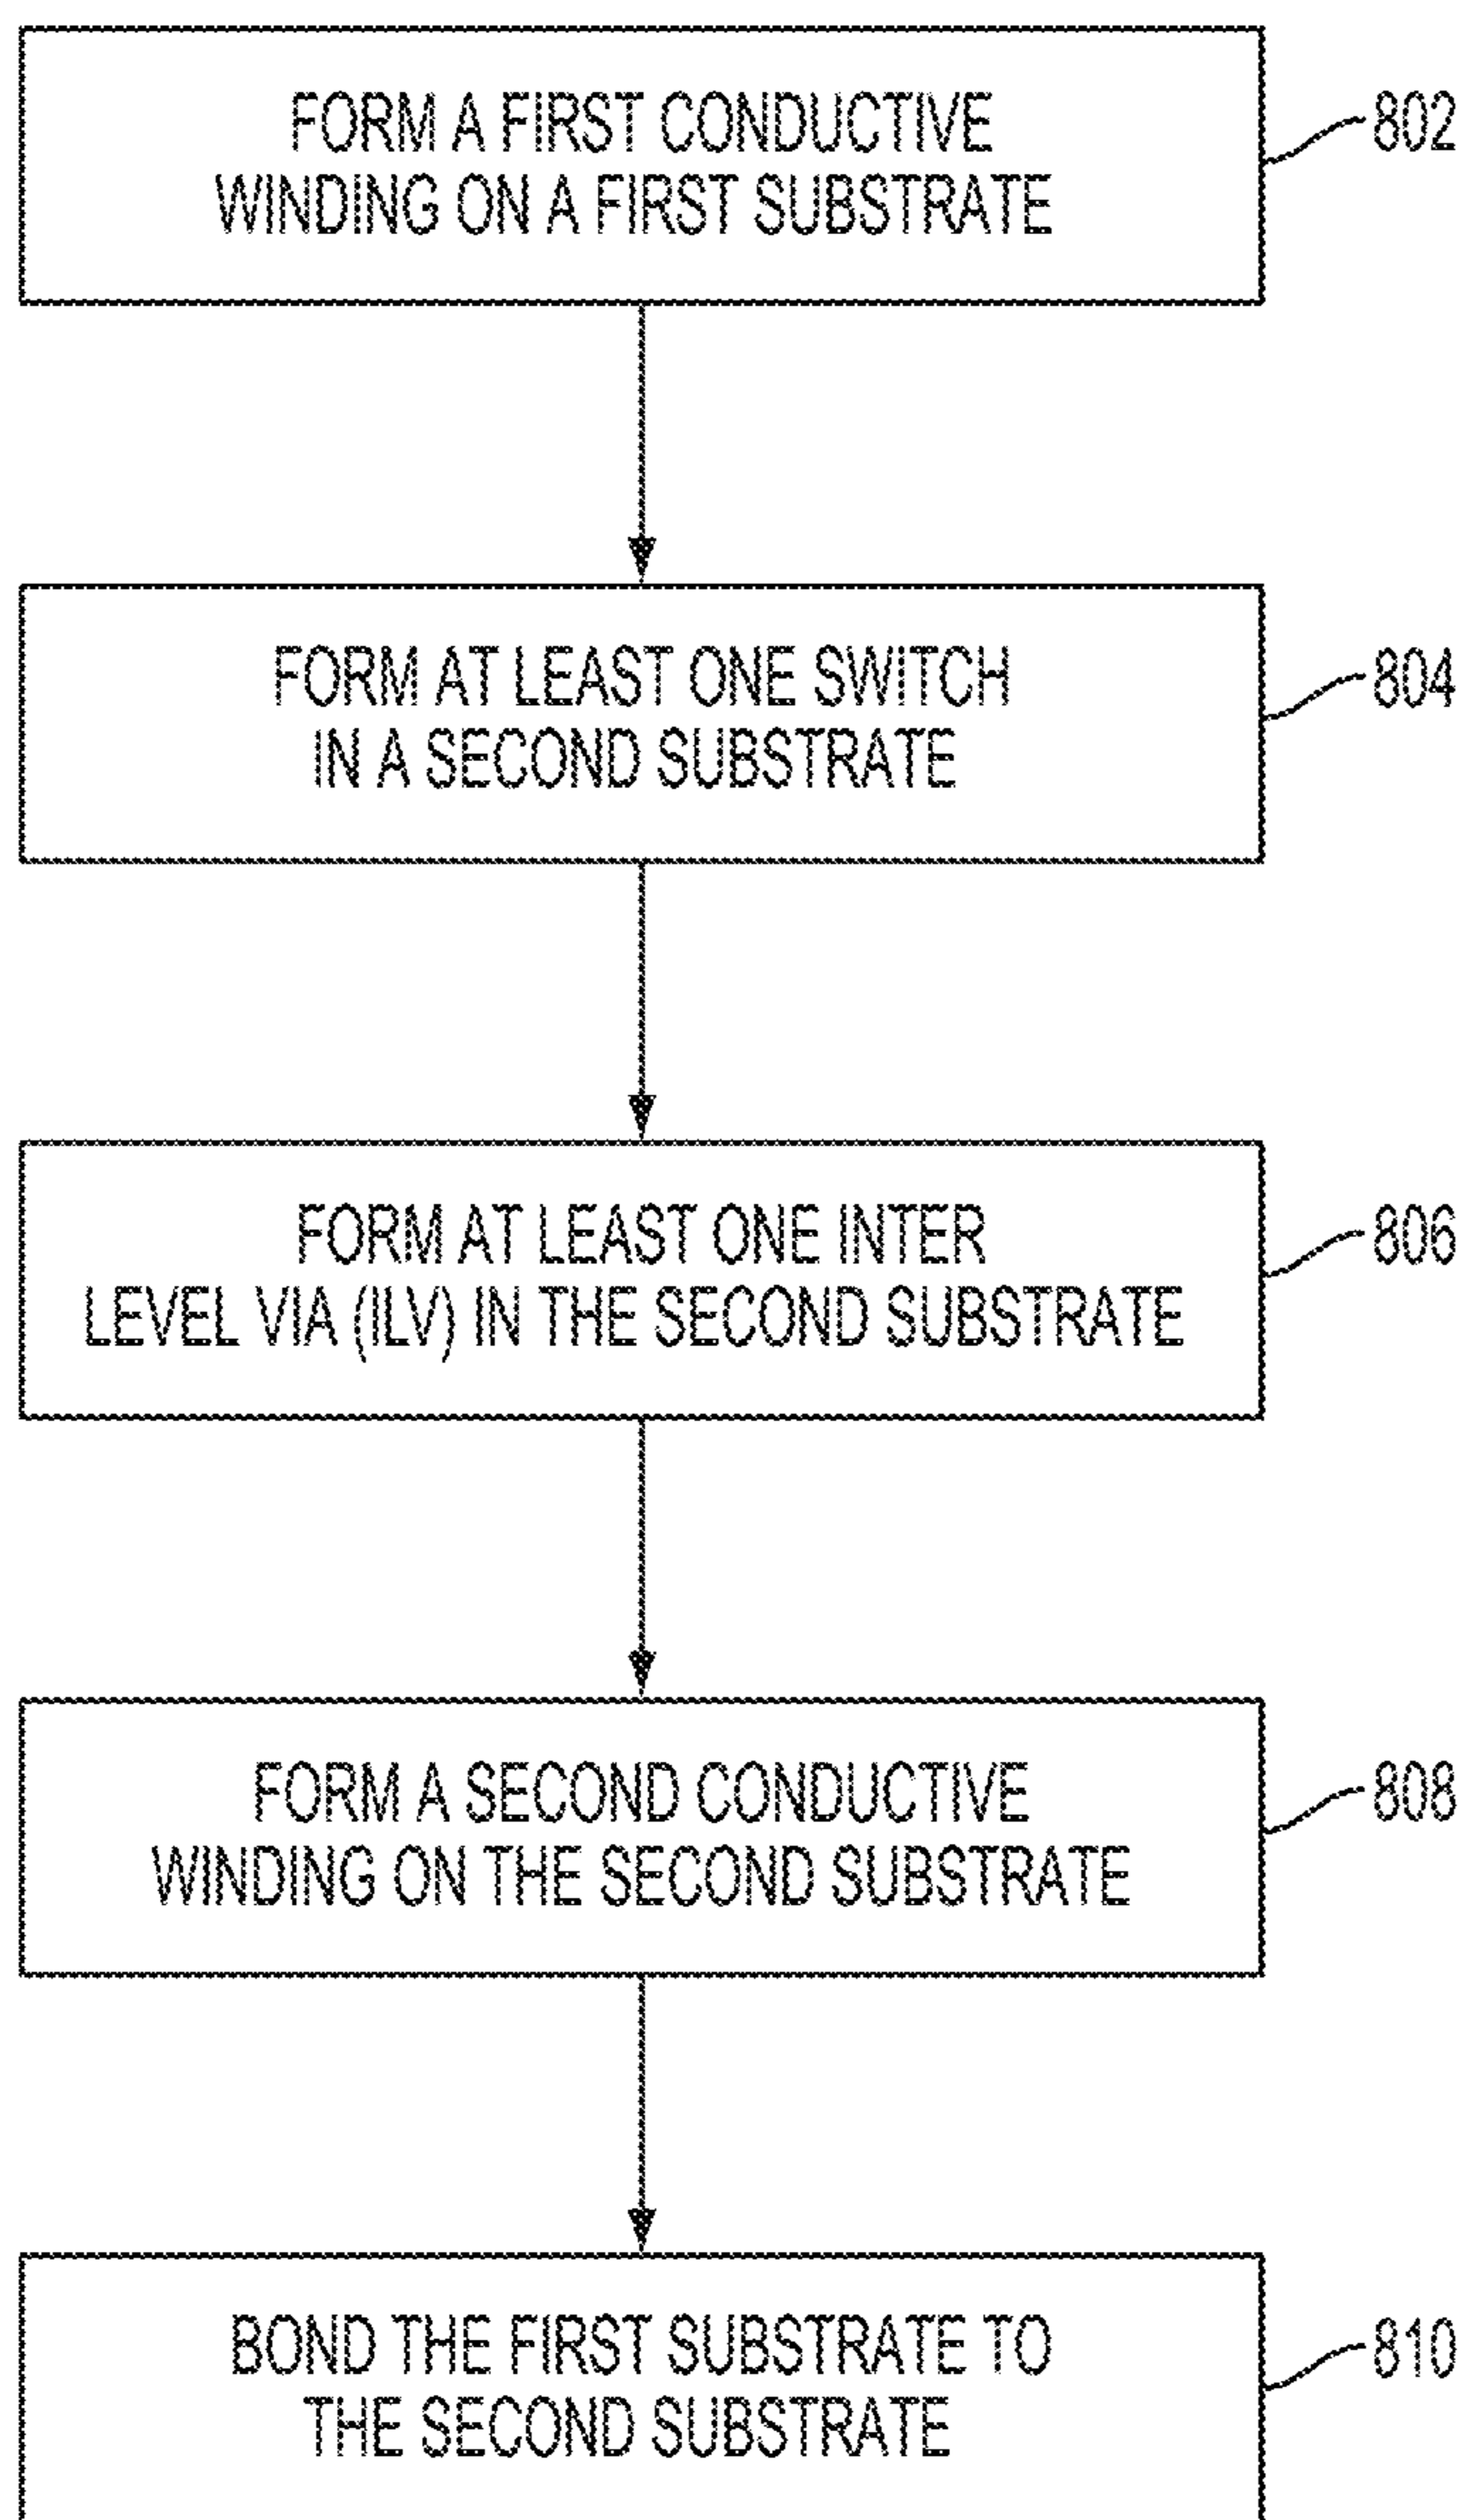 FORM A FIRST CONDUCTIVE
WINDING ON A FIRST SUBSTRATE
802
FORM AT LEAST ONE SWITCH
IN A SECOND SUBSTRATE
804
FORM AT LEAST ONE INTER
LEVEL VIA (ILV) IN THE SECOND SUBSTRATE
806
FORM A SECOND CONDUCTIVE
WINDING ON THE SECOND SUBSTRATE
808
BOND THE FIRST SUBSTRATE TO
THE SECOND SUBSTRATE
810